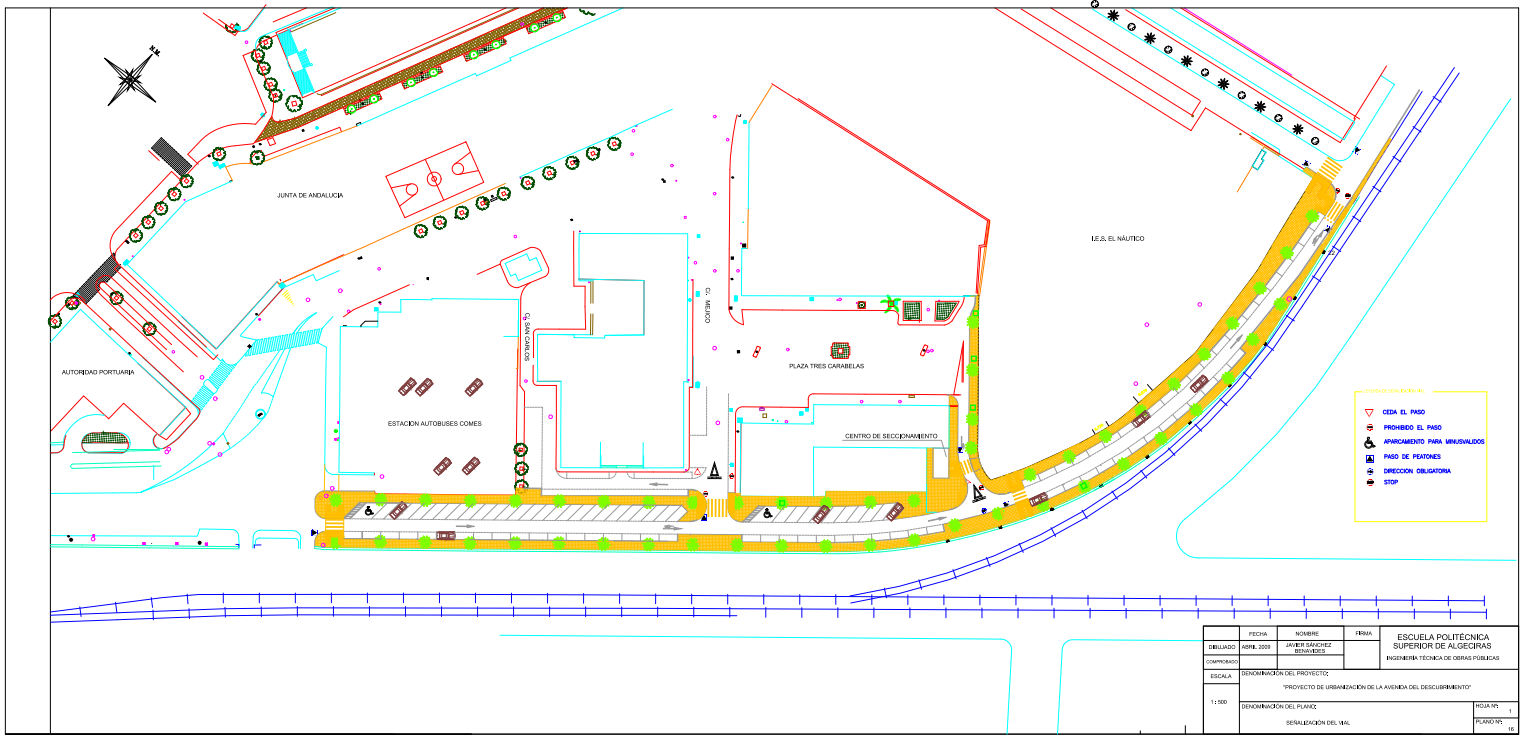 N.M.
JUNTA DE ANDALUCIA
I.E.S. EL NÁUTICO
C/. MEXICO
C/. SAN CARLOS
AUTORIDAD PORTUARIA
PLAZA TRES CARABELAS
ESTACION AUTOBUSES COMES
CENTRO DE SECCIONAMIENTO
CEDA EL PASO
PROHIBIDO EL PASO
APARCAMIENTO PARA MINUSVALIDOS
PASO DE PEATONES
DIRECCION OBLIGATORIA
STOP
FECHA NOMBRE FIRMA
DIBUJADO ABRIL 2009 JAVIER SÁNCHEZ
BENAVIDES
COMPROBADO
ESCUELA POLITÉCNICA
SUPERIOR DE ALGECIRAS
INGENIERÍA TÉCNICA DE OBRAS PÚBLICAS
ESCALA
1 : 500
DENOMINACIÓN DEL PROYECTO:
"PROYECTO DE URBANIZACIÓN DE LA AVENIDA DEL DESCUBRIMIENTO"
DENOMINACIÓN DEL PLANO:
SEÑALIZACIÓN DEL VIAL
HOJA Nº:
1
PLANO Nº:
16